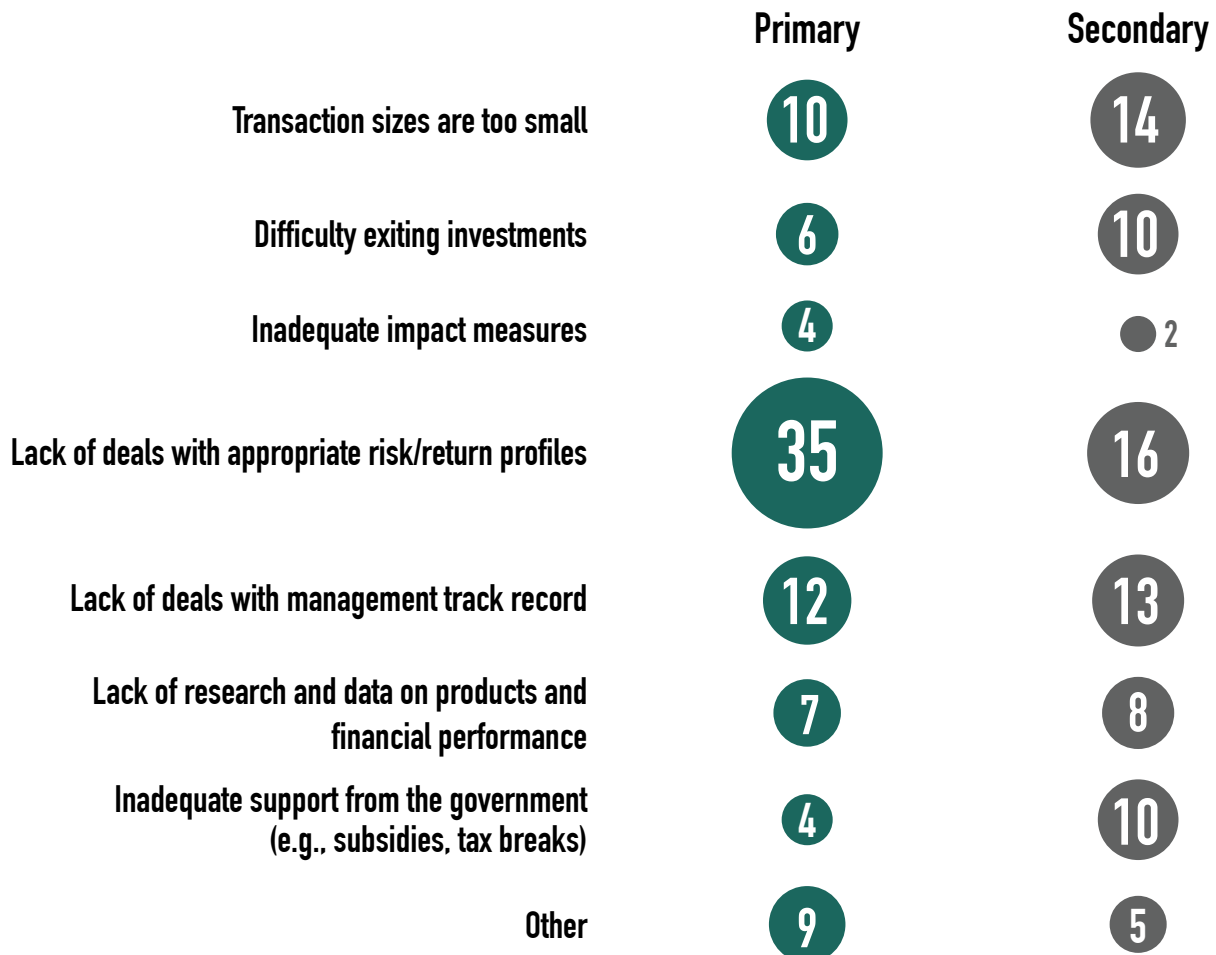 Primary Secondary
Transaction sizes are too small 10 14
Difficulty exiting investments 6 10
Inadequate impact measures 4 2
Lack of deals with appropriate risk/return profiles 35 16
Lack of deals with management track record 12 13
Lack of research and data on products and
financial performance 7 8
Inadequate support from the government
(e.g., subsidies, tax breaks) 4 10
Other 9 5